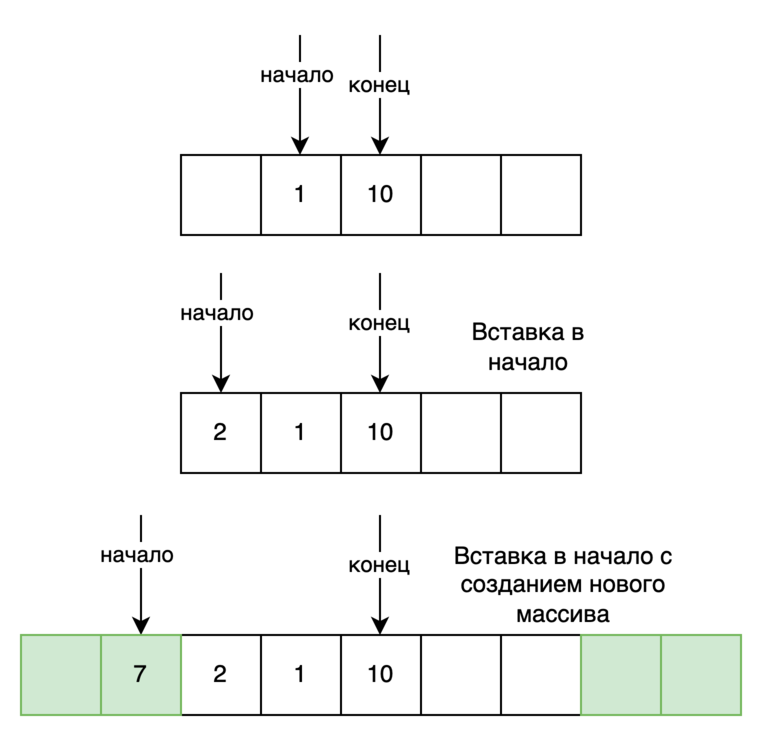 начало
конец
1 10
начало
конец
Вставка в
начало
2 1 10
начало
конец
Вставка в начало с
созданием нового
массива
7 2 1 10